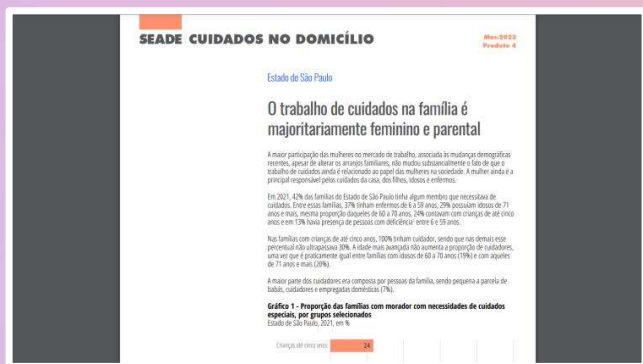 SEADE CUIDADOS NO DOMICÍLIO
Mar.2023
Produto 4
Estado de São Paulo
O trabalho de cuidados na família é
majoritariamente feminino e parental
A maior participação das mulheres no mercado de trabalho, associada às mudanças demográficas
recentes, apesar de alterar os arranjos familiares, não mudou substancialmente o fato de que o
trabalho de cuidados ainda é relacionado ao papel das mulheres na sociedade. A mulher ainda é a
principal responsável pelos cuidados da casa, dos filhos, idosos e enfermos.
Em 2021, 42% das famílias do Estado de São Paulo tinha algum membro que necessitava de
cuidados. Entre essas famílias, 37% tinham enfermos de 6 a 59 anos, 29% possuíam idosos de 71
anos e mais, mesma proporção daqueles de 60 a 70 anos, 24% contavam com crianças de até cinco
anos e em 13% havia presença de pessoas com deficiência¹ entre 6 e 59 anos.
Nas famílias com crianças de até cinco anos, 100% tinham cuidador, sendo que nas demais esse
percentual não ultrapassava 30%. A idade mais avançada não aumenta a proporção de cuidadores,
uma vez que é praticamente igual entre famílias com idosos de 60 a 70 anos (19%) e com aqueles
de 71 anos e mais (20%).
A maior parte dos cuidadores era composta por pessoas da família, sendo pequena a parcela de
babás, cuidadores e empregadas domésticas (7%).
Gráfico 1 - Proporção das famílias com morador com necessidades de cuidados
especiais, por grupos selecionados
Estado de São Paulo, 2021, em %
Crianças até cinco anos 24